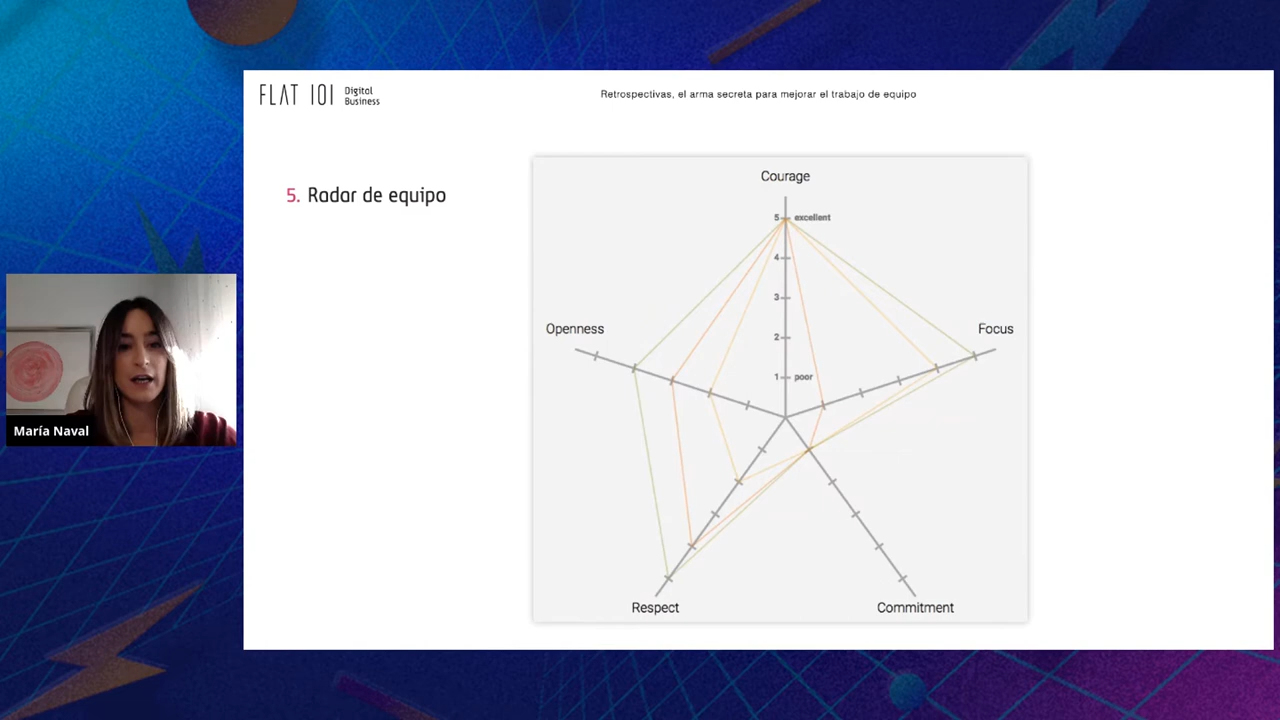 FLAT 101 Digital Business
Retrospectivas, el arma secreta para mejorar el trabajo de equipo
5. Radar de equipo
Courage
5 excellent
4
3
2
1 poor
Openness
Focus
Respect
Commitment
María Naval